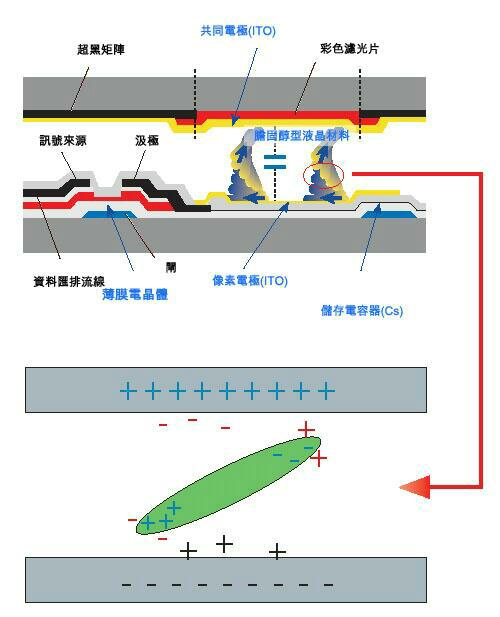 共同電極(ITO)
超黑矩陣
彩色濾光片
訊號來源
汲極
膽固醇型液晶材料
資料匯排流線
閘
薄膜電晶體
像素電極(ITO)
儲存電容器(Cs)
+ + + + + + + + +
- - -
+
- - -
+
+ + +
-
-
+ + +
- - - - - - - - -